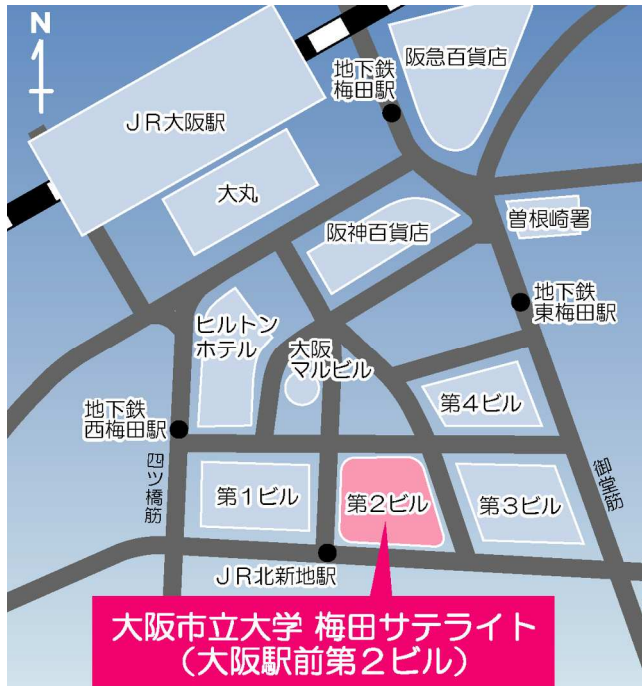 N
阪急百貨店
地下鉄
梅田駅
JR大阪駅
大丸
阪神百貨店
曽根崎署
地下鉄
東梅田駅
ヒルトン
ホテル
大阪
マルビル
第4ビル
地下鉄
西梅田駅
四ツ橋筋
第1ビル
第2ビル
第3ビル
御堂筋
JR北新地駅
大阪市立大学 梅田サテライト
(大阪駅前第2ビル)